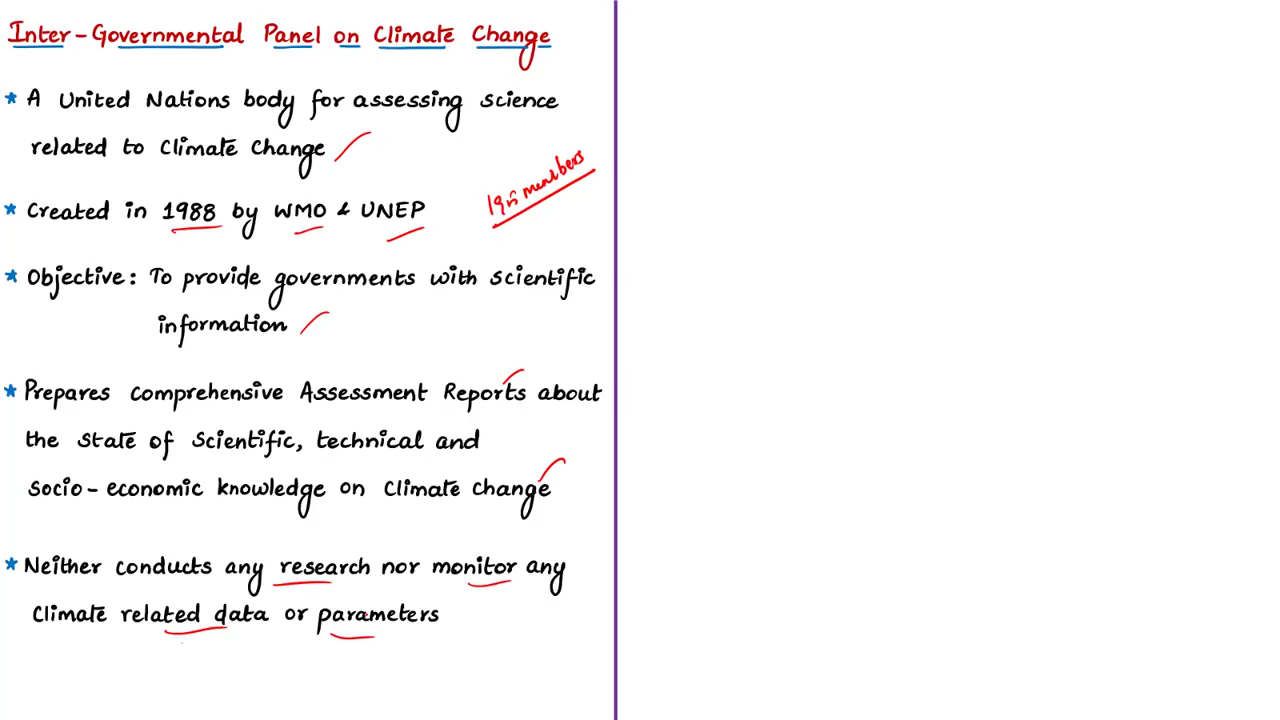 Inter-Governmental Panel on Climate Change
* A United Nations body for assessing science
related to Climate Change
195 members
* Created in 1988 by WMO & UNEP
* Objective: To provide governments with scientific
information
* Prepares comprehensive Assessment Reports about
the state of scientific, technical and
socio-economic knowledge on climate change
* Neither conducts any research nor monitor any
Climate related data or parameters